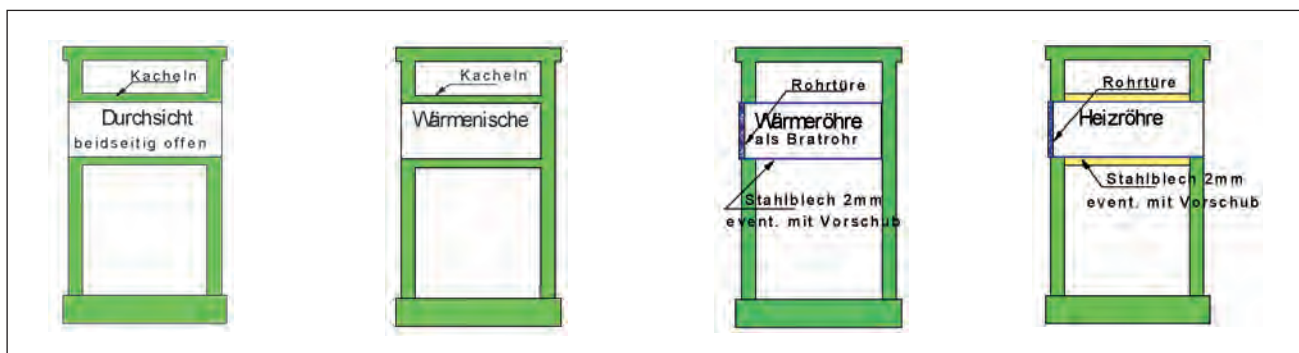 Kacheln
Durchsicht
beidseitig offen
Kacheln
Wärmenische
Rohrtüre
Wärmeröhre
als Bratrohr
Stahlblech 2mm
event. mit Vorschub
Rohrtüre
Heizröhre
Stahlblech 2mm
event. mit Vorschub